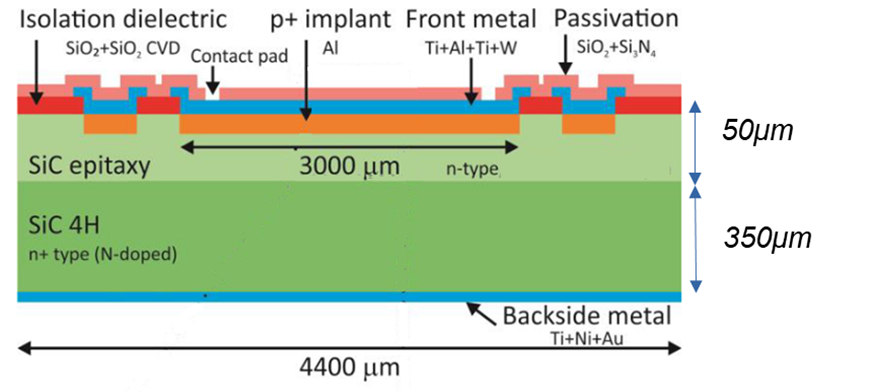 Isolation dielectric
SiO₂+SiO₂ CVD
Contact pad
p+ implant
Al
Front metal
Ti+Al+Ti+W
Passivation
SiO₂+Si₃N₄
50µm
SiC epitaxy
3000 µm
n-type
SiC 4H
n+ type (N-doped)
350µm
Backside metal
Ti+Ni+Au
4400 µm